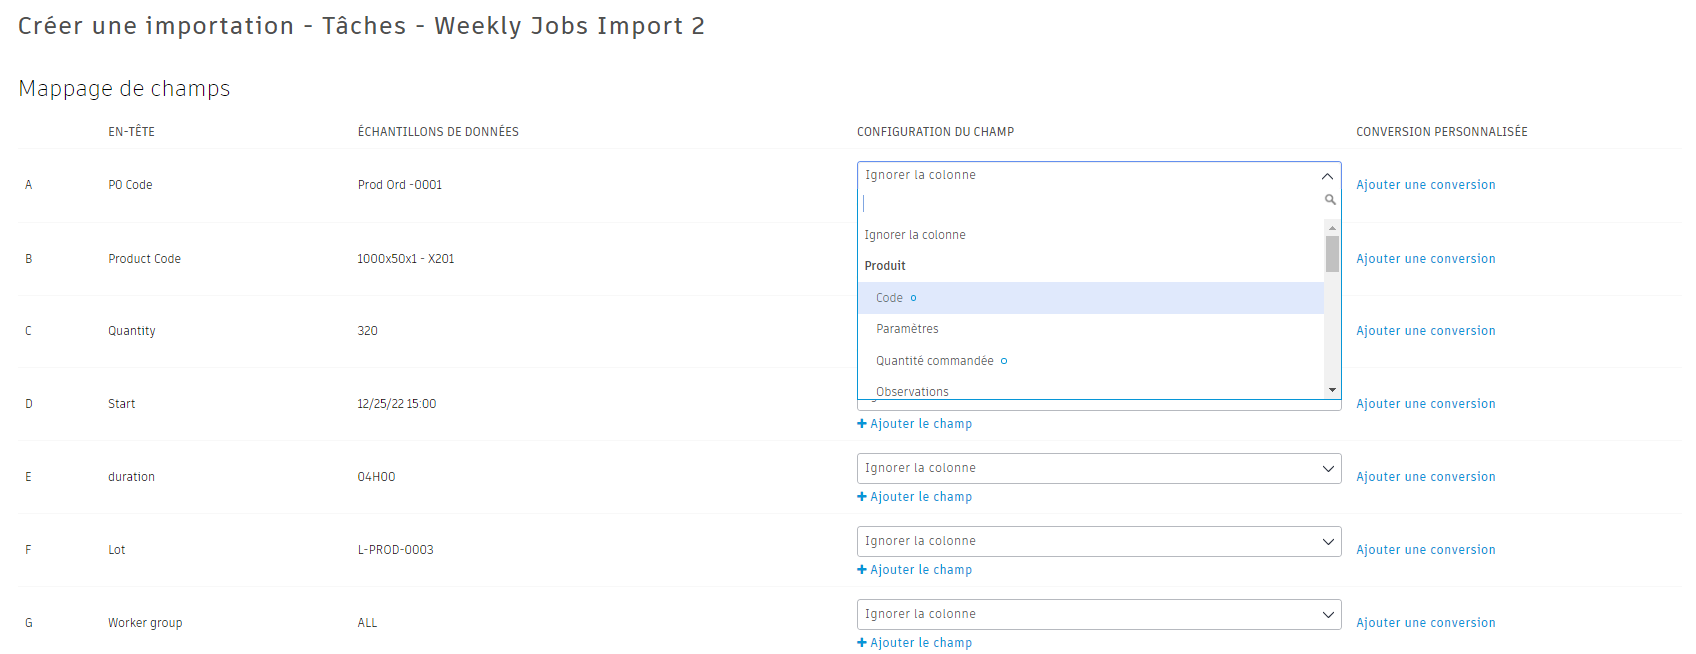 Créer une importation - Tâches - Weekly Jobs Import 2
Mappage de champs
EN-TÊTE ÉCHANTILLONS DE DONNÉES CONFIGURATION DU CHAMP CONVERSION PERSONNALISÉE
A PO Code Prod Ord -0001 Ignorer la colonne Ajouter une conversion
Ignorer la colonne
B Product Code 1000x50x1 - X201 Produit Ajouter une conversion
Code
C Quantity 320 Paramètres Ajouter une conversion
Quantité commandée
Observations
D Start 12/25/22 15:00 Ajouter une conversion
+ Ajouter le champ
E duration 04H00 Ignorer la colonne Ajouter une conversion
+ Ajouter le champ
F Lot L-PROD-0003 Ignorer la colonne Ajouter une conversion
+ Ajouter le champ
G Worker group ALL Ignorer la colonne Ajouter une conversion
+ Ajouter le champ